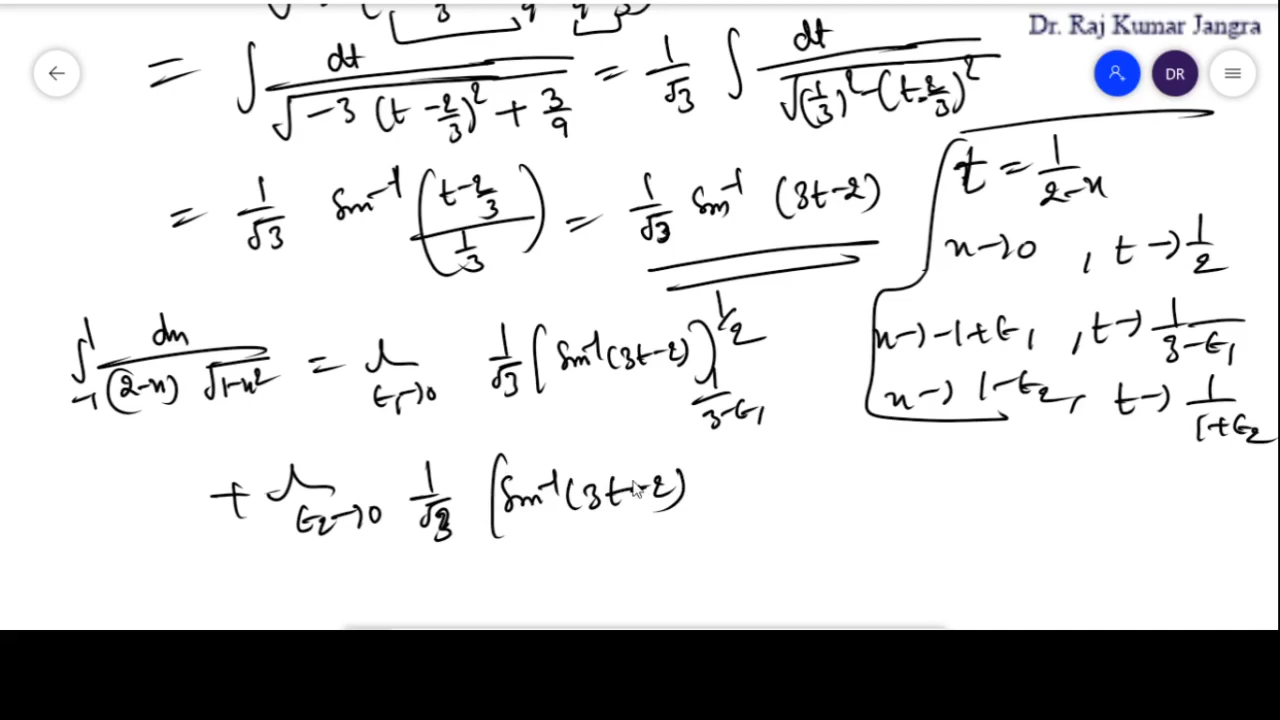 Dr. Raj Kumar Jangra
DR
= ∫ dt / √(-3 (t - 2/3)² + 3/9) = 1/√3 ∫ dt / √((1/3)² - (t - 2/3)²)
= 1/√3 Sin⁻¹ ((t - 2/3) / (1/3)) = 1/√3 Sin⁻¹ (3t-2)
t = 1/(2-x)
x → 0 , t → 1/2
x → -1+ϵ₁ , t → 1/(3-ϵ₁)
x → 1-ϵ₂, t → 1/(1+ϵ₂)
∫₋₁¹ dx / ((2-x) √(1-x²)) = lim ϵ₁→0 1/√3 [Sin⁻¹(3t-2)] 1/(3-ϵ₁) 1/2
+ lim ϵ₂→0 1/√3 [Sin⁻¹(3t-2)